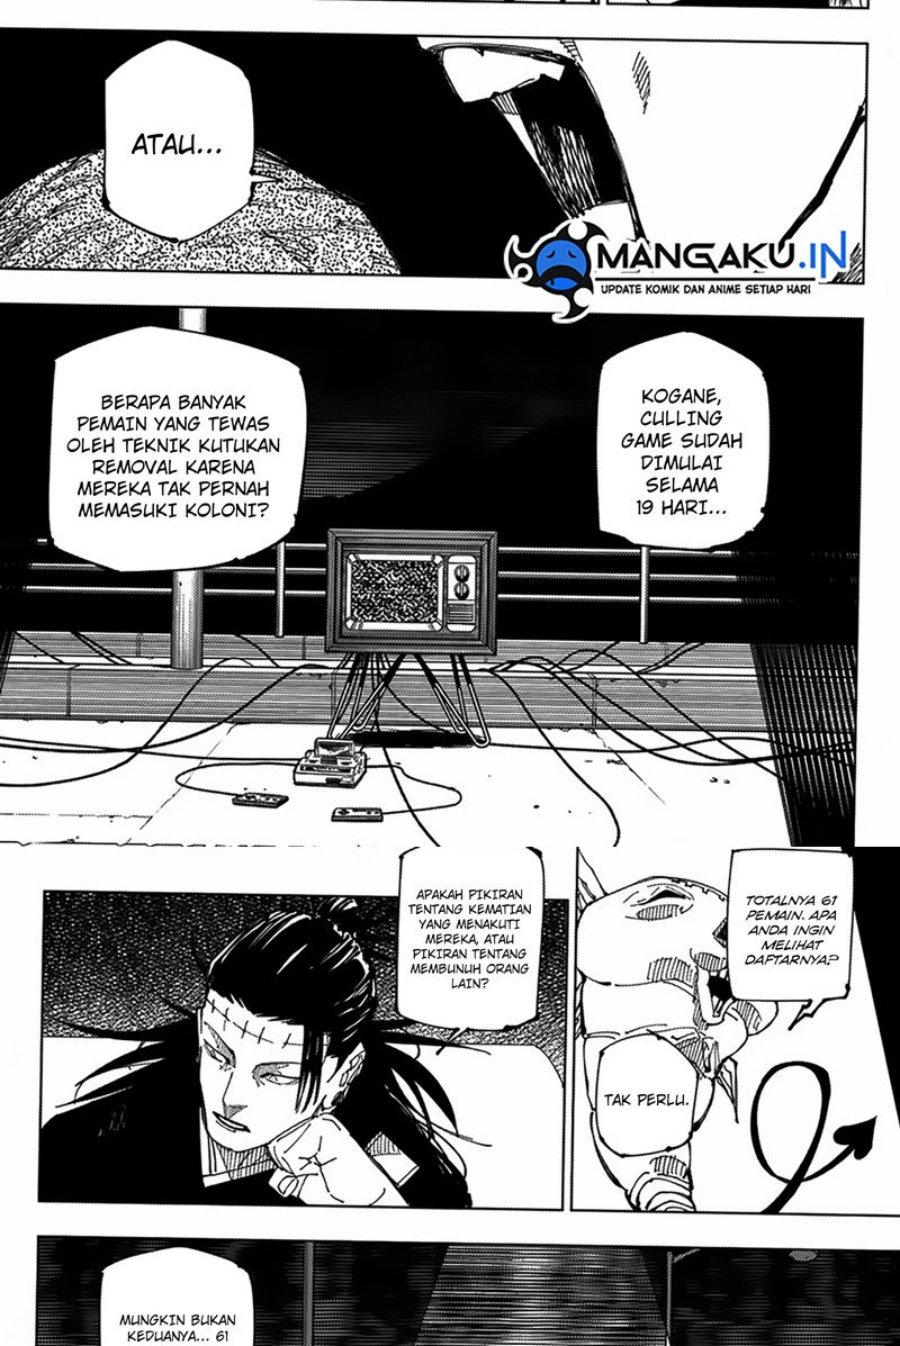 ATAU...
MANGAKU.IN
UPDATE KOMIK DAN ANIME SETIAP HARI
KOGANE,
CULLING
GAME SUDAH
DIMULAI
SELAMA
19 HARI...
BERAPA BANYAK
PEMAIN YANG TEWAS
OLEH TEKNIK KUTUKAN
REMOVAL KARENA
MEREKA TAK PERNAH
MEMASUKI KOLONI?
TOTALNYA 61
PEMAIN. APA
ANDA INGIN
MELIHAT
DAFTARNYA?
TAK PERLU.
APAKAH PIKIRAN
TENTANG KEMATIAN
YANG MENAKUTI
MEREKA, ATAU
PIKIRAN TENTANG
MEMBUNUH ORANG
LAIN?
MUNGKIN BUKAN
KEDUANYA... 61